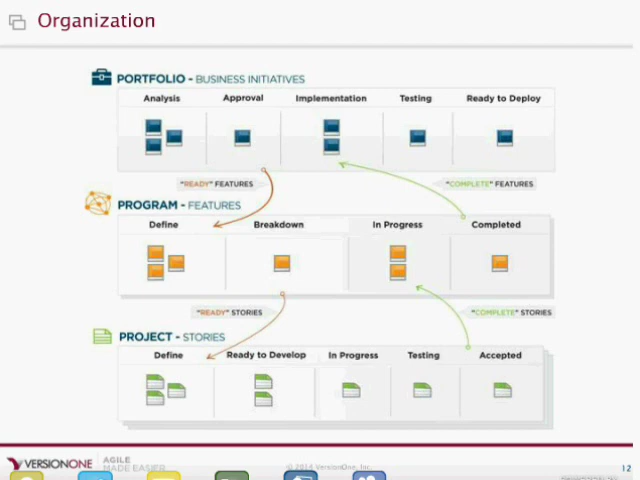 Organization
PORTFOLIO - BUSINESS INITIATIVES
Analysis Approval Implementation Testing Ready to Deploy
"READY" FEATURES "COMPLETE" FEATURES
PROGRAM - FEATURES
Define Breakdown In Progress Completed
"READY" STORIES "COMPLETE" STORIES
PROJECT - STORIES
Define Ready to Develop In Progress Testing Accepted
VERSIONONE AGILE
MADE EASIER
© 2014 VersionOne, Inc.
12